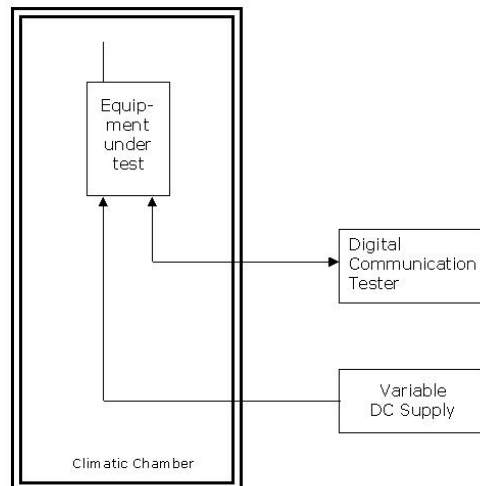 Equip-
ment
under
test
Digital
Communication
Tester
Variable
DC Supply
Climatic Chamber